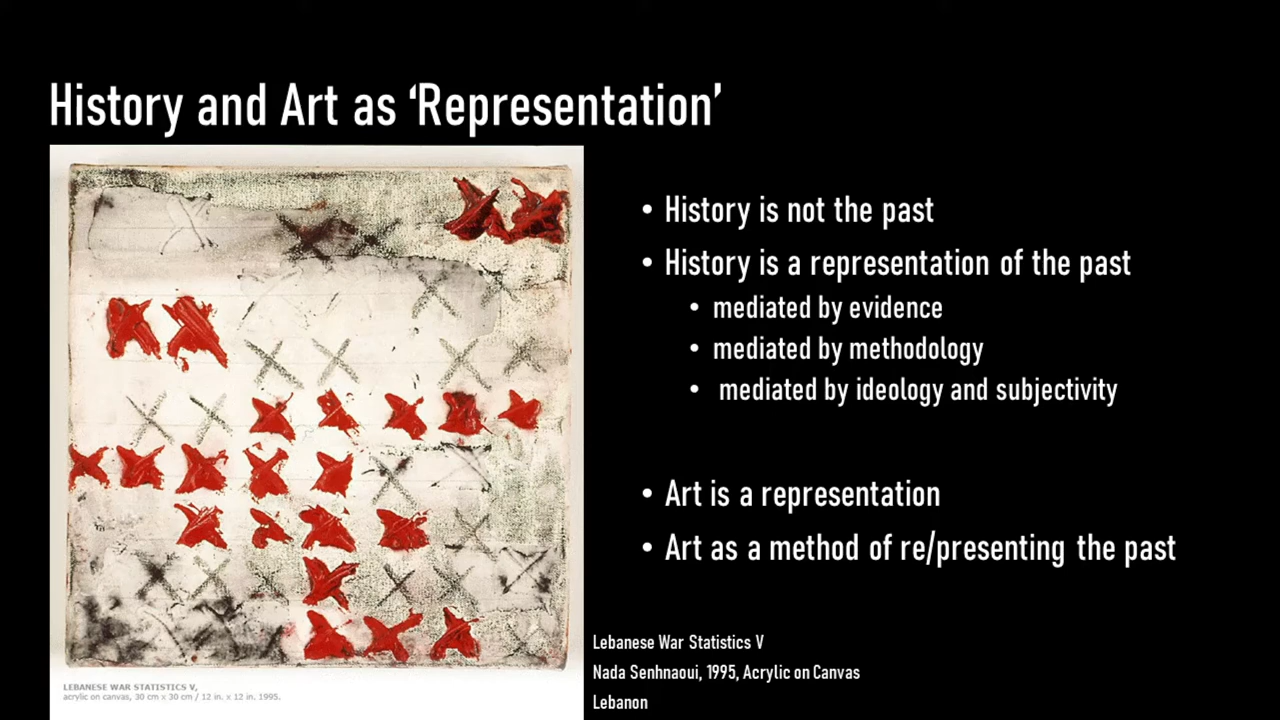 History and Art as ‘Representation’
• History is not the past
• History is a representation of the past
• mediated by evidence
• mediated by methodology
• mediated by ideology and subjectivity
• Art is a representation
• Art as a method of re/presenting the past
Lebanese War Statistics V
Nada Senhnaoui, 1995, Acrylic on Canvas
Lebanon
LEBANESE WAR STATISTICS V,
acrylic on canvas, 30 cm x 30 cm / 12 in. x 12 in. 1995.